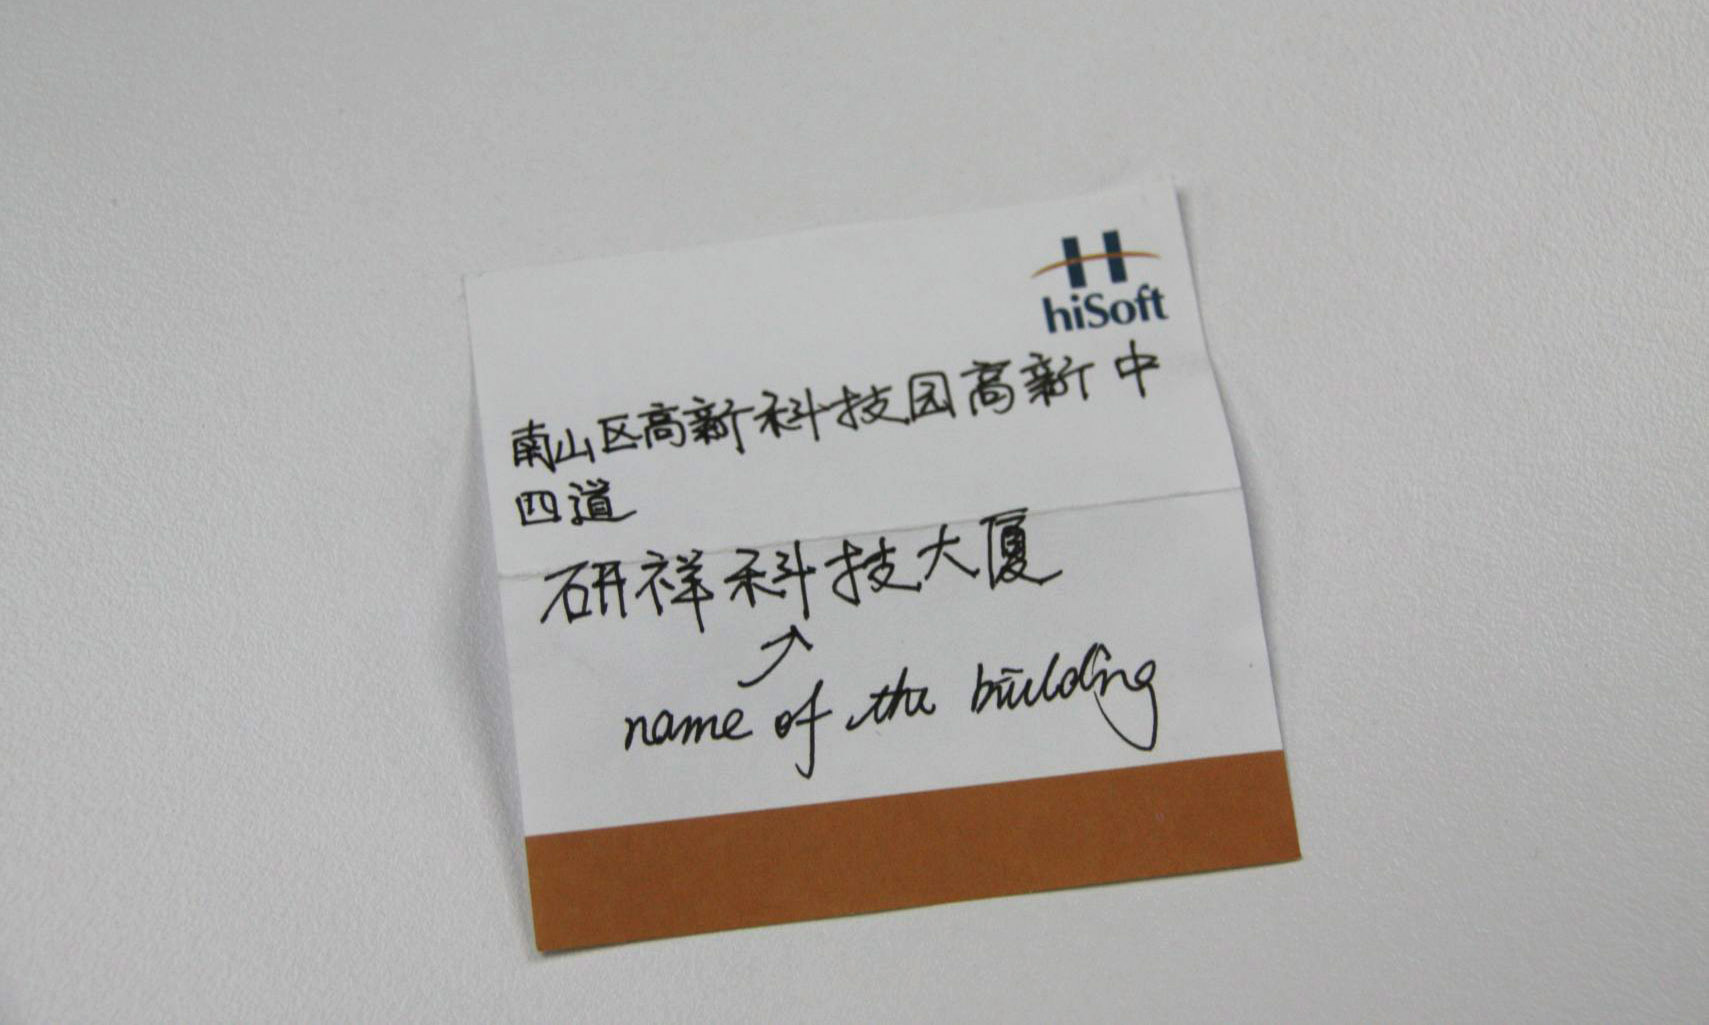 hiSoft
南山区高新科技园高新中
四道
研祥科技大厦
name of the building